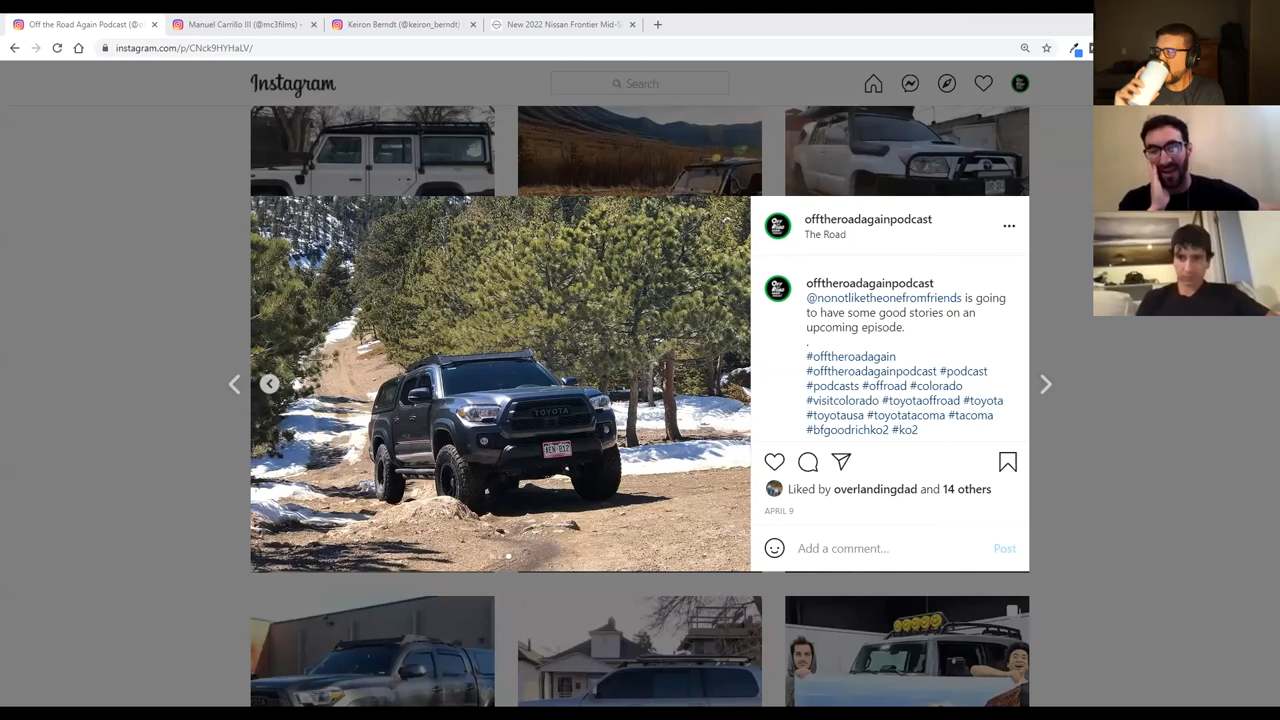 Off the Road Again Podcast (@o
Manuel Carrillo III (@mc3films) •
Keiron Berndt (@keiron_berndt)
New 2022 Nissan Frontier Mid-S
instagram.com/p/CNck9HYHaLV/
Instagram
Search
offtheroadagainpodcast
The Road
offtheroadagainpodcast
@nonotliketheonefromfriends is going
to have some good stories on an
upcoming episode.
.
#offtheroadagain
#offtheroadagainpodcast #podcast
#podcasts #offroad #colorado
#visitcolorado #toyotaoffroad #toyota
#toyotausa #toyotatacoma #tacoma
#bfgoodrichko2 #ko2
TOYOTA
Liked by overlandingdad and 14 others
APRIL 9
Add a comment...
Post